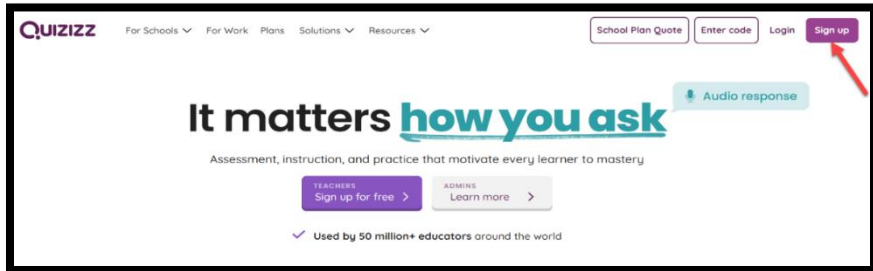 QUIZIZZ For Schools For Work Plans Solutions Resources School Plan Quote Enter code Login Sign up
Audio response
It matters how you ask
Assessment, instruction, and practice that motivate every learner to mastery
TEACHERS ADMINS
Sign up for free > Learn more >
Used by 50 million+ educators around the world